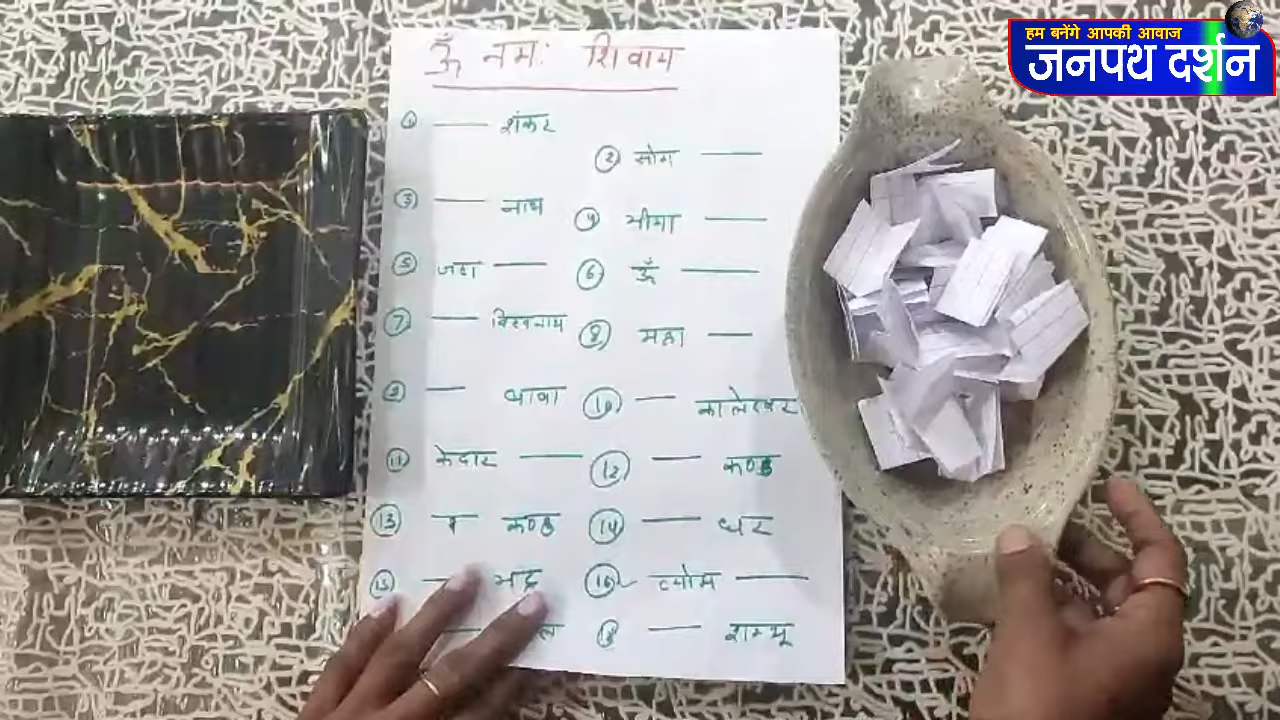 हम बनेंगे आपकी आवाज
जनपथ दर्शन
ॐ नमः शिवाय
① —— शंकर
② सोम ——
③ —— नाथ
④ भीमा ——
⑤ जटा ——
⑥ ॐ ——
⑦ —— विश्वनाथ
⑧ महा ——
⑨ —— बाबा
⑩ —— कालेश्वर
⑪ केदार ——
⑫ —— कण्ठ
⑬ —— कण्ठ
⑭ —— धर
⑮ —— भद्र
⑯ व्योम ——
⑱ —— शम्भू